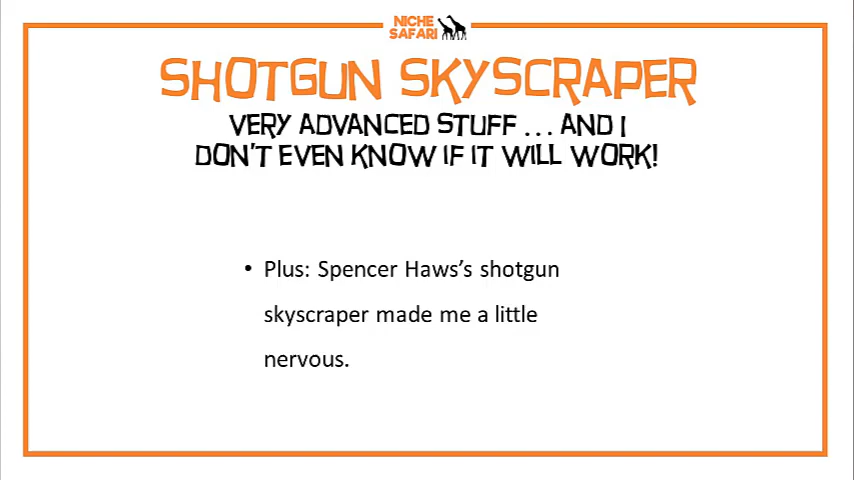 NICHE
SAFARI
SHOTGUN SKYSCRAPER
VERY ADVANCED STUFF . . . AND I
DON'T EVEN KNOW IF IT WILL WORK!
• Plus: Spencer Haws’s shotgun
skyscraper made me a little
nervous.